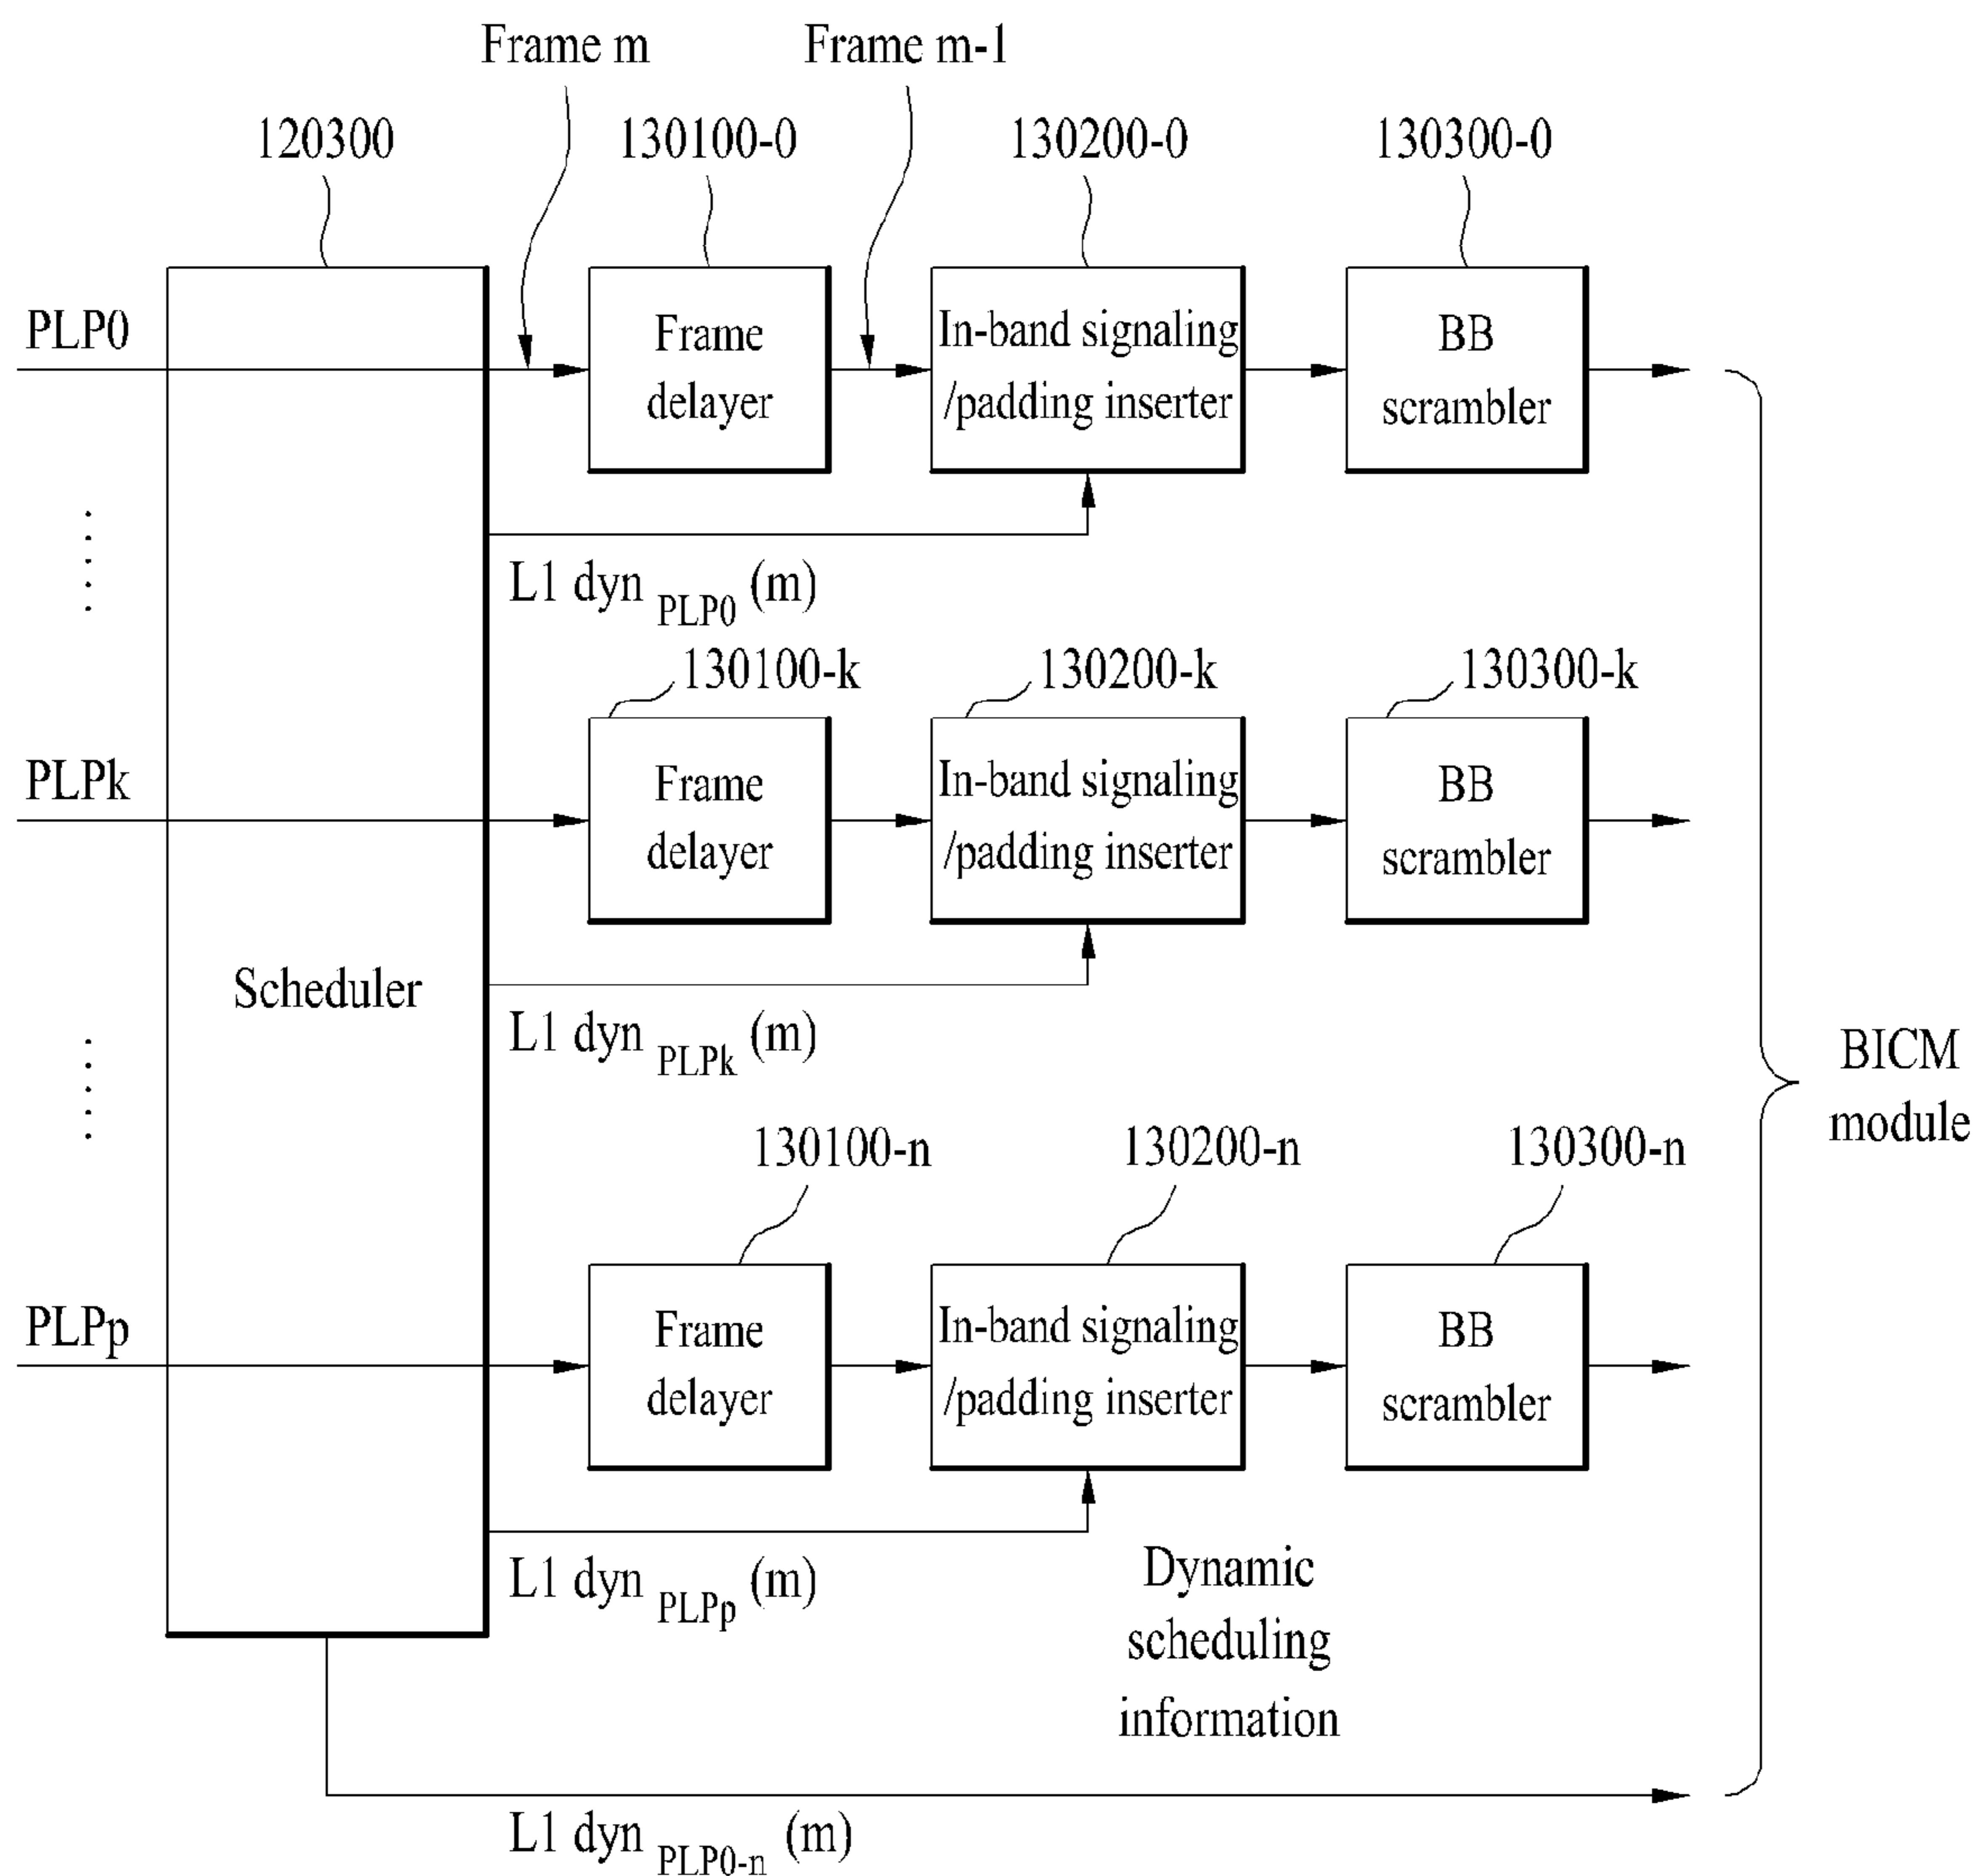 Frame m
Frame m-1
120300
130100-0
130200-0
130300-0
PLP0
Frame
delayer
In-band signaling
/padding inserter
BB
scrambler
L1 dyn PLP0 (m)
130100-k
130200-k
130300-k
PLPk
Frame
delayer
In-band signaling
/padding inserter
BB
scrambler
Scheduler
L1 dyn PLPk (m)
BICM
module
130100-n
130200-n
130300-n
PLPp
Frame
delayer
In-band signaling
/padding inserter
BB
scrambler
L1 dyn PLPp (m)
Dynamic
scheduling
information
L1 dyn PLP0-n (m)